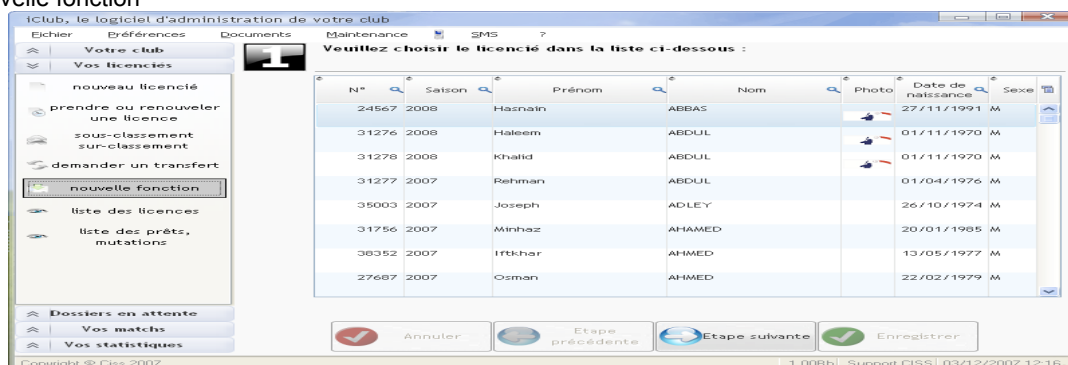 velle fonction
iClub, le logiciel d'administration de votre club
Fichier Préférences Documents Maintenance SMS ?
Votre club
Vos licenciés
nouveau licencié
prendre ou renouveler
une licence
sous-classement
sur-classement
demander un transfert
nouvelle fonction
liste des licences
liste des prêts,
mutations
Dossiers en attente
Vos matchs
Vos statistiques
1
Veuillez choisir le licencié dans la liste ci-dessous :
N° Saison Prénom Nom Photo Date de naissance Sexe
24567 2008 Hasnain ABBAS 27/11/1991 M
31276 2008 Haleem ABDUL 01/11/1970 M
31278 2008 Khalid ABDUL 01/11/1970 M
31277 2007 Rehman ABDUL 01/04/1976 M
35003 2007 Joseph ADLEY 26/10/1974 M
31756 2007 Minhaz AHAMED 20/01/1985 M
38352 2007 Iftkhar AHMED 13/05/1977 M
27687 2007 Osman AHMED 22/02/1979 M
Annuler
Etape
précédente
Etape suivante
Enregistrer
Copyright © Ciss 2007 1.00Bb Support CISS 03/12/2007 12:16